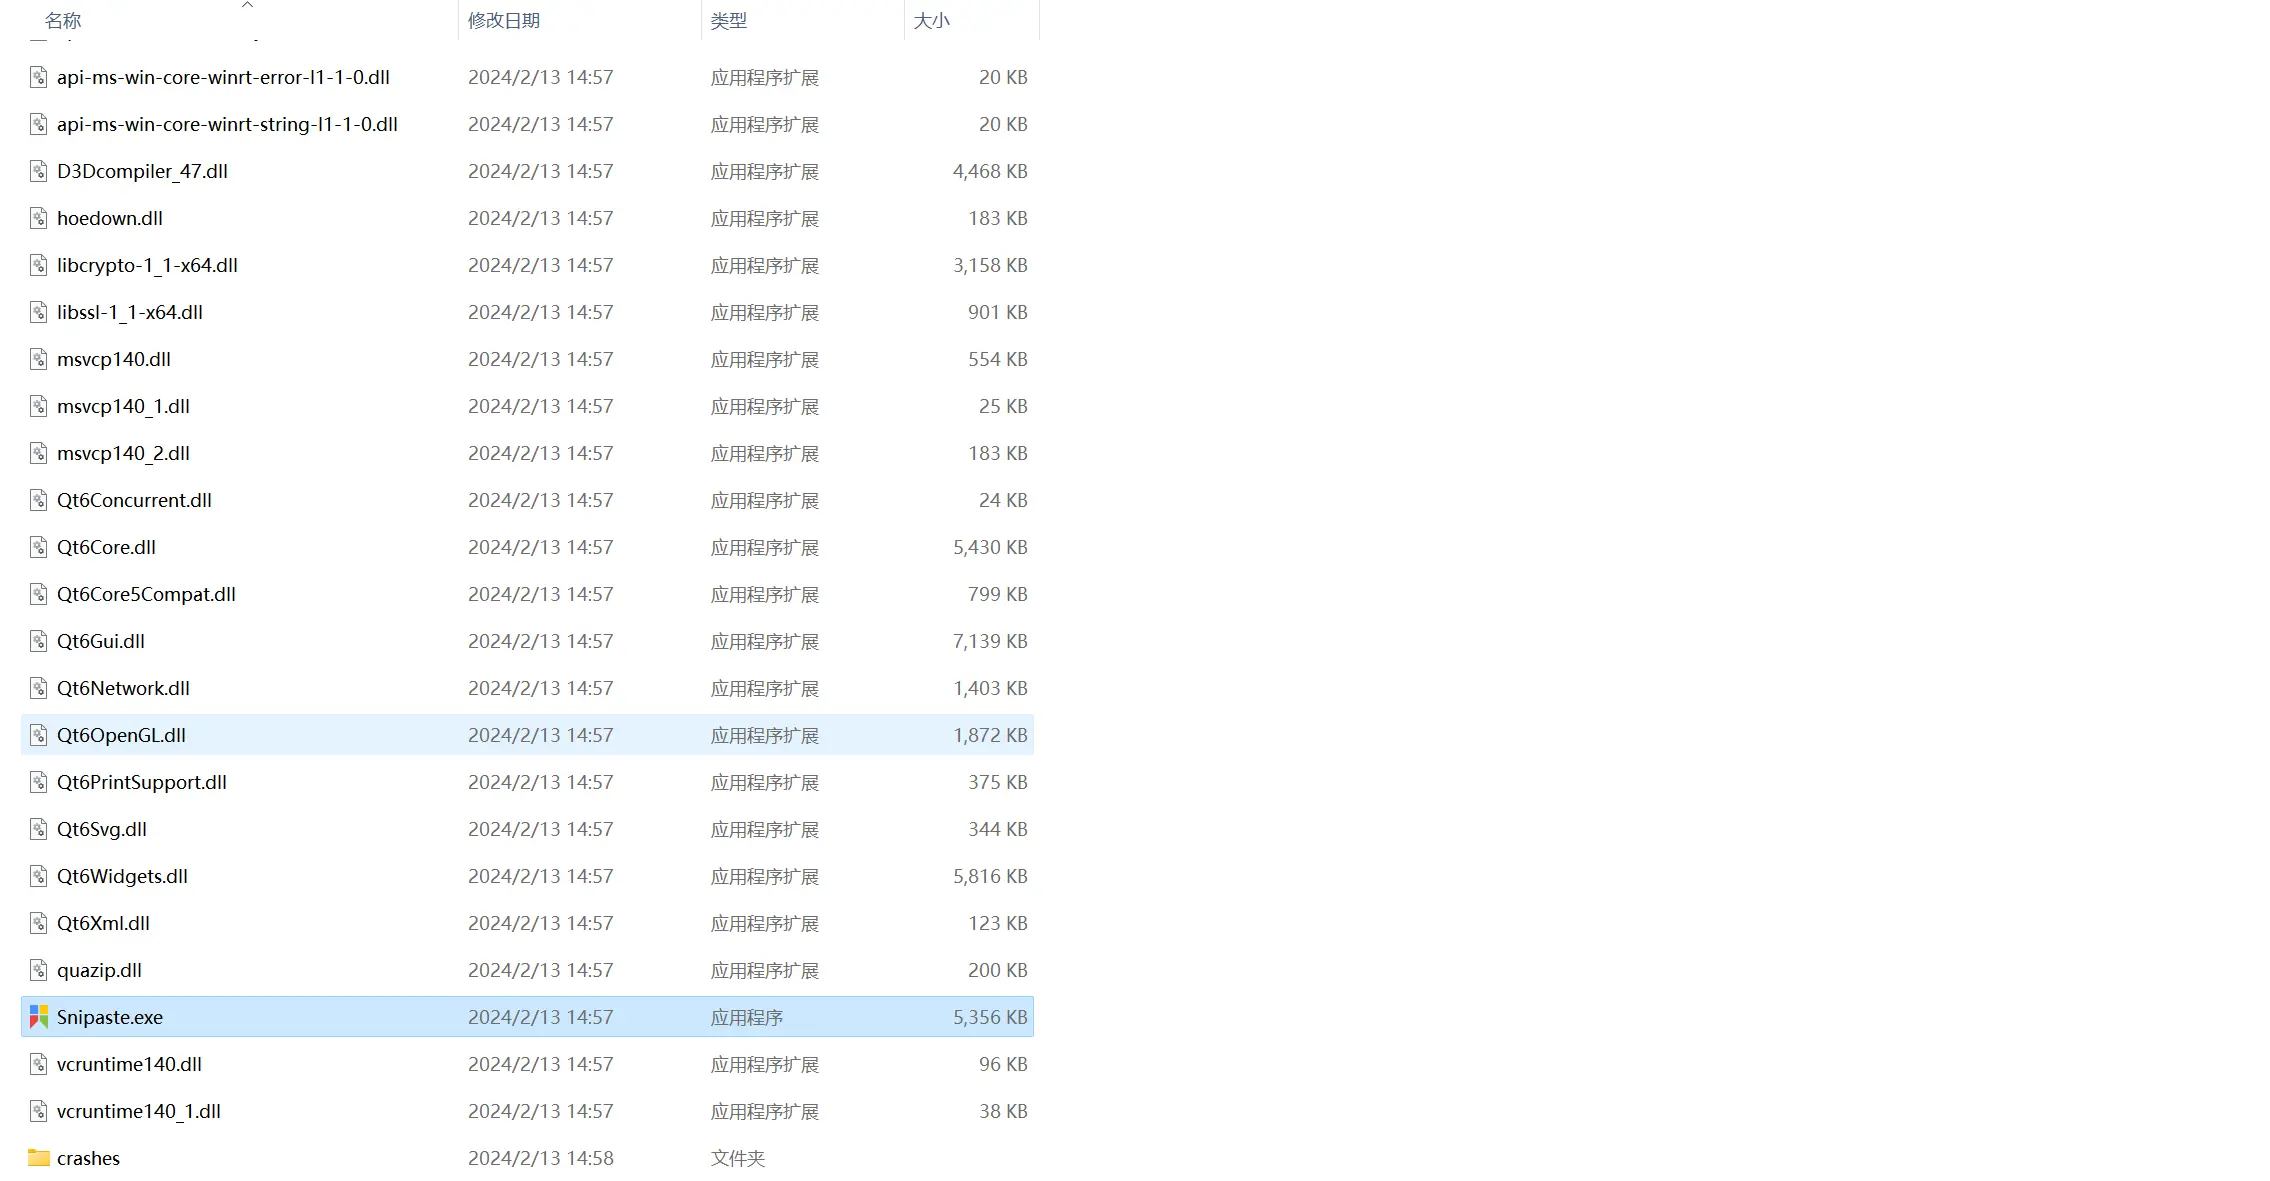 名称 修改日期 类型 大小
api-ms-win-core-winrt-error-l1-1-0.dll 2024/2/13 14:57 应用程序扩展 20 KB
api-ms-win-core-winrt-string-l1-1-0.dll 2024/2/13 14:57 应用程序扩展 20 KB
D3Dcompiler_47.dll 2024/2/13 14:57 应用程序扩展 4,468 KB
hoedown.dll 2024/2/13 14:57 应用程序扩展 183 KB
libcrypto-1_1-x64.dll 2024/2/13 14:57 应用程序扩展 3,158 KB
libssl-1_1-x64.dll 2024/2/13 14:57 应用程序扩展 901 KB
msvcp140.dll 2024/2/13 14:57 应用程序扩展 554 KB
msvcp140_1.dll 2024/2/13 14:57 应用程序扩展 25 KB
msvcp140_2.dll 2024/2/13 14:57 应用程序扩展 183 KB
Qt6Concurrent.dll 2024/2/13 14:57 应用程序扩展 24 KB
Qt6Core.dll 2024/2/13 14:57 应用程序扩展 5,430 KB
Qt6Core5Compat.dll 2024/2/13 14:57 应用程序扩展 799 KB
Qt6Gui.dll 2024/2/13 14:57 应用程序扩展 7,139 KB
Qt6Network.dll 2024/2/13 14:57 应用程序扩展 1,403 KB
Qt6OpenGL.dll 2024/2/13 14:57 应用程序扩展 1,872 KB
Qt6PrintSupport.dll 2024/2/13 14:57 应用程序扩展 375 KB
Qt6Svg.dll 2024/2/13 14:57 应用程序扩展 344 KB
Qt6Widgets.dll 2024/2/13 14:57 应用程序扩展 5,816 KB
Qt6Xml.dll 2024/2/13 14:57 应用程序扩展 123 KB
quazip.dll 2024/2/13 14:57 应用程序扩展 200 KB
Snipaste.exe 2024/2/13 14:57 应用程序 5,356 KB
vcruntime140.dll 2024/2/13 14:57 应用程序扩展 96 KB
vcruntime140_1.dll 2024/2/13 14:57 应用程序扩展 38 KB
crashes 2024/2/13 14:58 文件夹